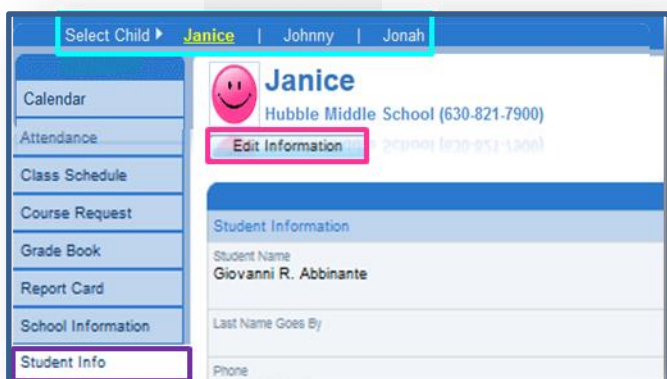 Select Child ▶ Janice | Johnny | Jonah
Janice
Hubble Middle School (630-821-7900)
Edit Information
Calendar
Attendance
Class Schedule
Course Request
Grade Book
Report Card
School Information
Student Info
Student Information
Student Name
Giovanni R. Abbinante
Last Name Goes By
Phone